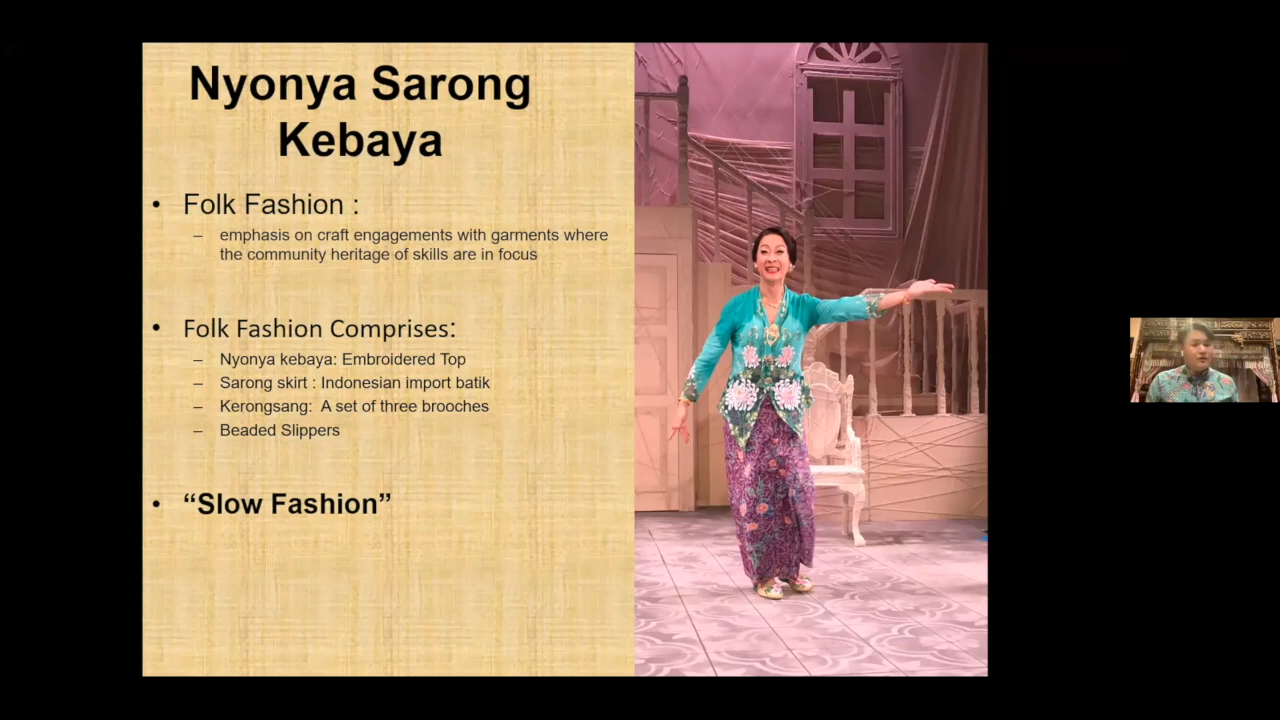 Nyonya Sarong
Kebaya
• Folk Fashion :
– emphasis on craft engagements with garments where
the community heritage of skills are in focus
• Folk Fashion Comprises:
– Nyonya kebaya: Embroidered Top
– Sarong skirt : Indonesian import batik
– Kerongsang: A set of three brooches
– Beaded Slippers
• “Slow Fashion”